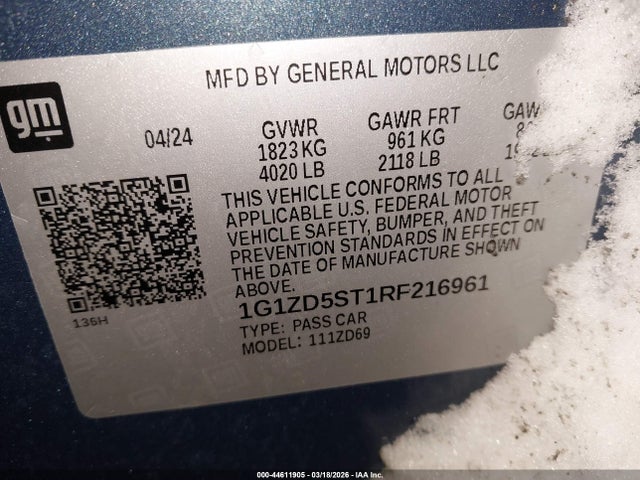 MFD BY GENERAL MOTORS LLC
gm
04/24
GVWR
1823 KG
4020 LB
GAWR FRT
961 KG
2118 LB
THIS VEHICLE CONFORMS TO ALL
APPLICABLE U.S. FEDERAL MOTOR
VEHICLE SAFETY, BUMPER, AND THEFT
PREVENTION STANDARDS IN EFFECT ON
THE DATE OF MANUFACTURE SHOWN
ABOVE.
1G1ZD5ST1RF216961
TYPE: PASS CAR
MODEL: 111ZD69
136H
000-44611905 - 03/18/2026 - IAA Inc.